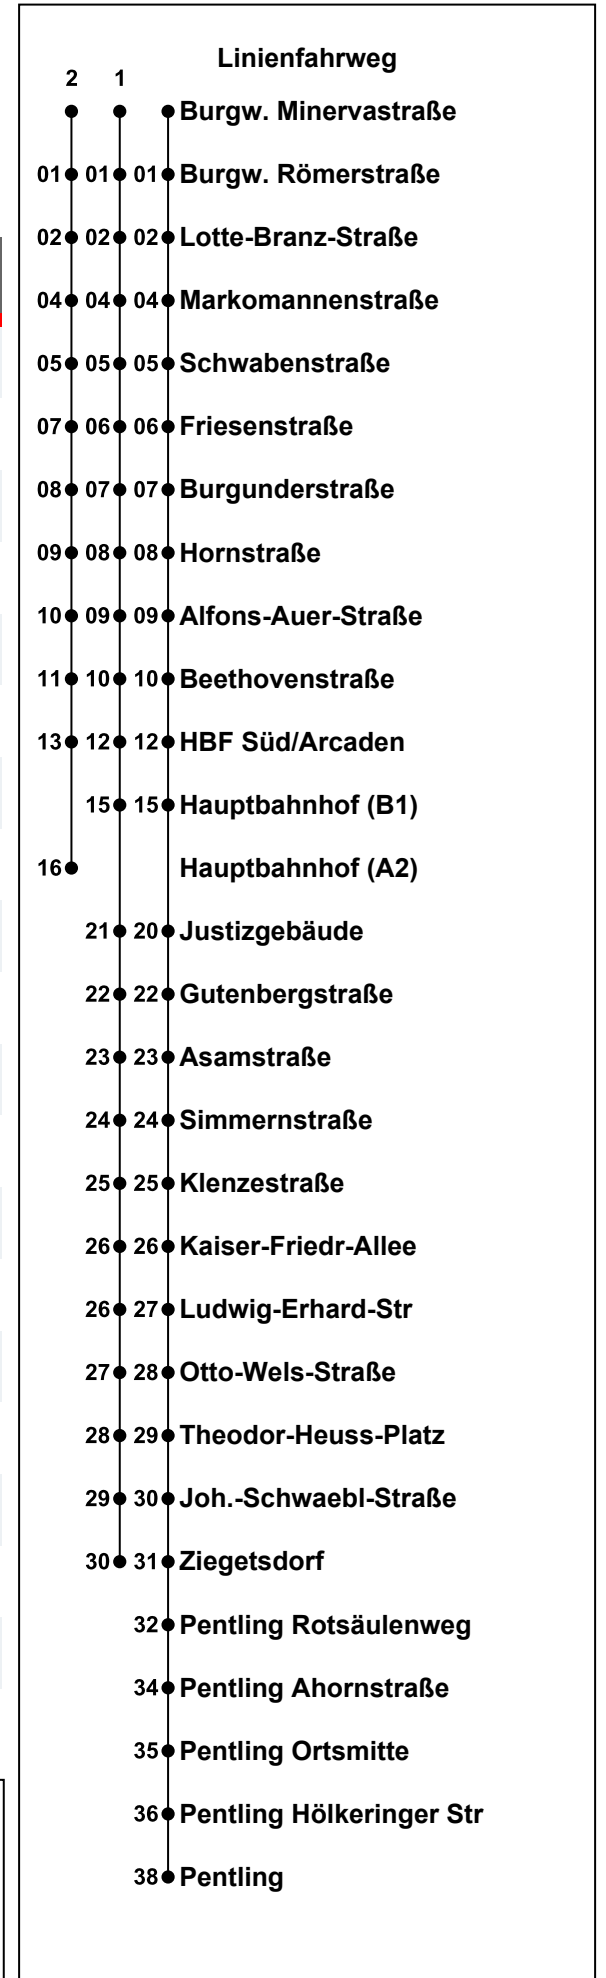 Linienfahrweg
2 1
Burgw. Minervastraße
01 01 01 Burgw. Römerstraße
02 02 02 Lotte-Branz-Straße
04 04 04 Markomannenstraße
05 05 05 Schwabenstraße
07 06 06 Friesenstraße
08 07 07 Burgunderstraße
09 08 08 Hornstraße
10 09 09 Alfons-Auer-Straße
11 10 10 Beethovenstraße
13 12 12 HBF Süd/Arcaden
15 15 Hauptbahnhof (B1)
16 Hauptbahnhof (A2)
21 20 Justizgebäude
22 22 Gutenbergstraße
23 23 Asamstraße
24 24 Simmernstraße
25 25 Klenzestraße
26 26 Kaiser-Friedr-Allee
26 27 Ludwig-Erhard-Str
27 28 Otto-Wels-Straße
28 29 Theodor-Heuss-Platz
29 30 Joh.-Schwaebl-Straße
30 31 Ziegetsdorf
32 Pentling Rotsäulenweg
34 Pentling Ahornstraße
35 Pentling Ortsmitte
36 Pentling Hölkeringer Str
38 Pentling